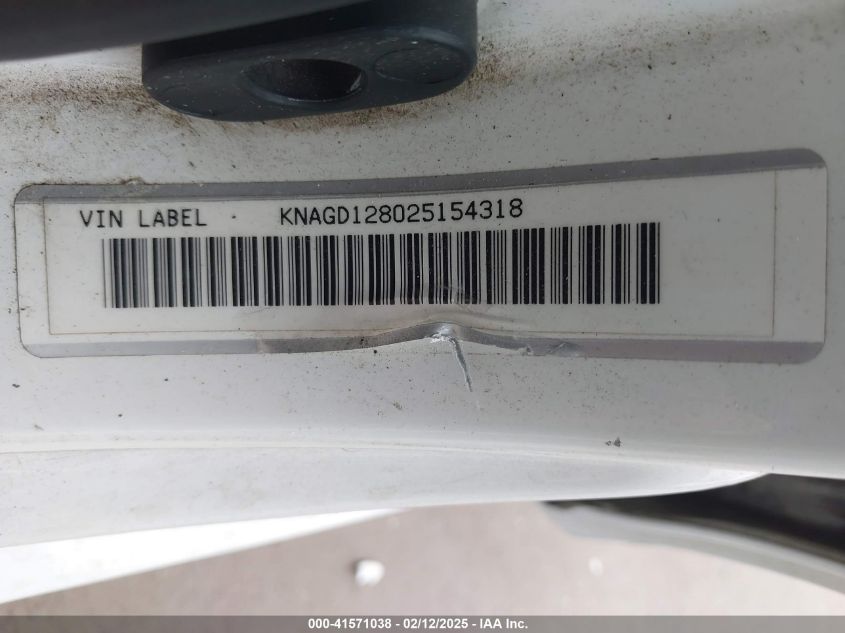 VIN LABEL · KNAGD128025154318
000-41571038 - 02/12/2025 - IAA Inc.